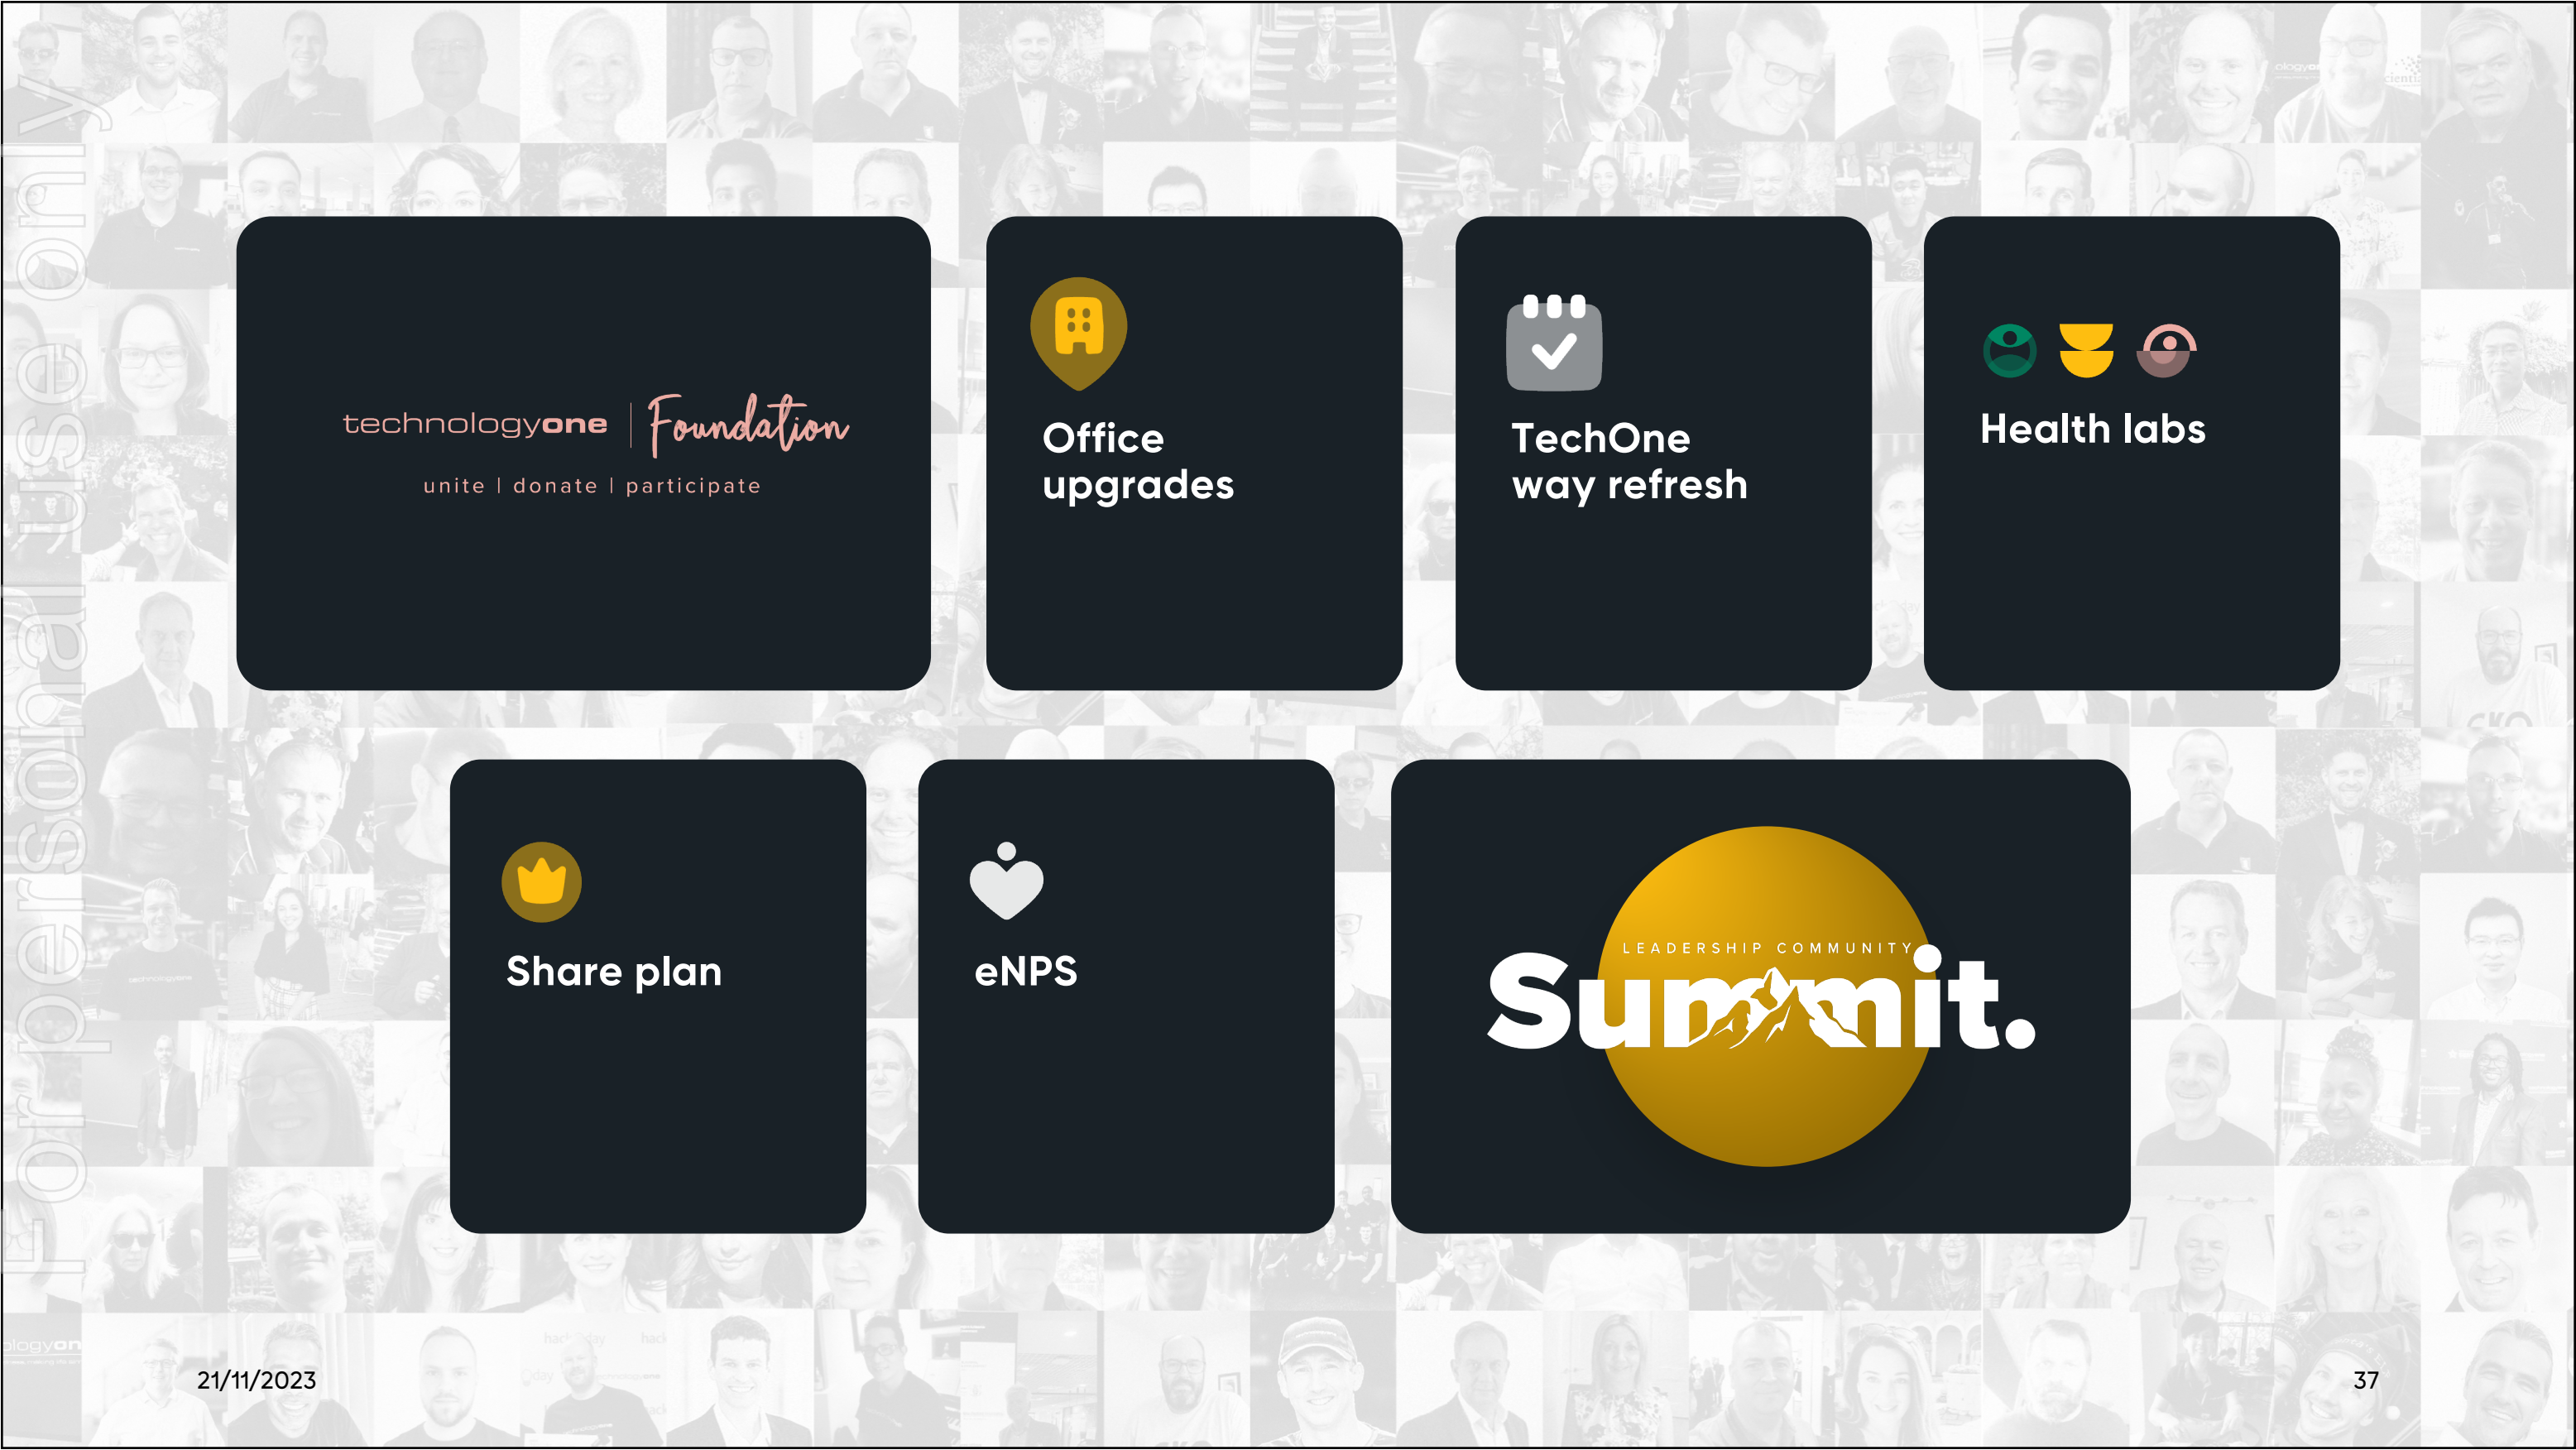 For personal use only
technologyone | Foundation
unite | donate | participate
Office
upgrades
TechOne
way refresh
Health labs
Share plan
eNPS
LEADERSHIP COMMUNITY
Summit.
21/11/2023
37